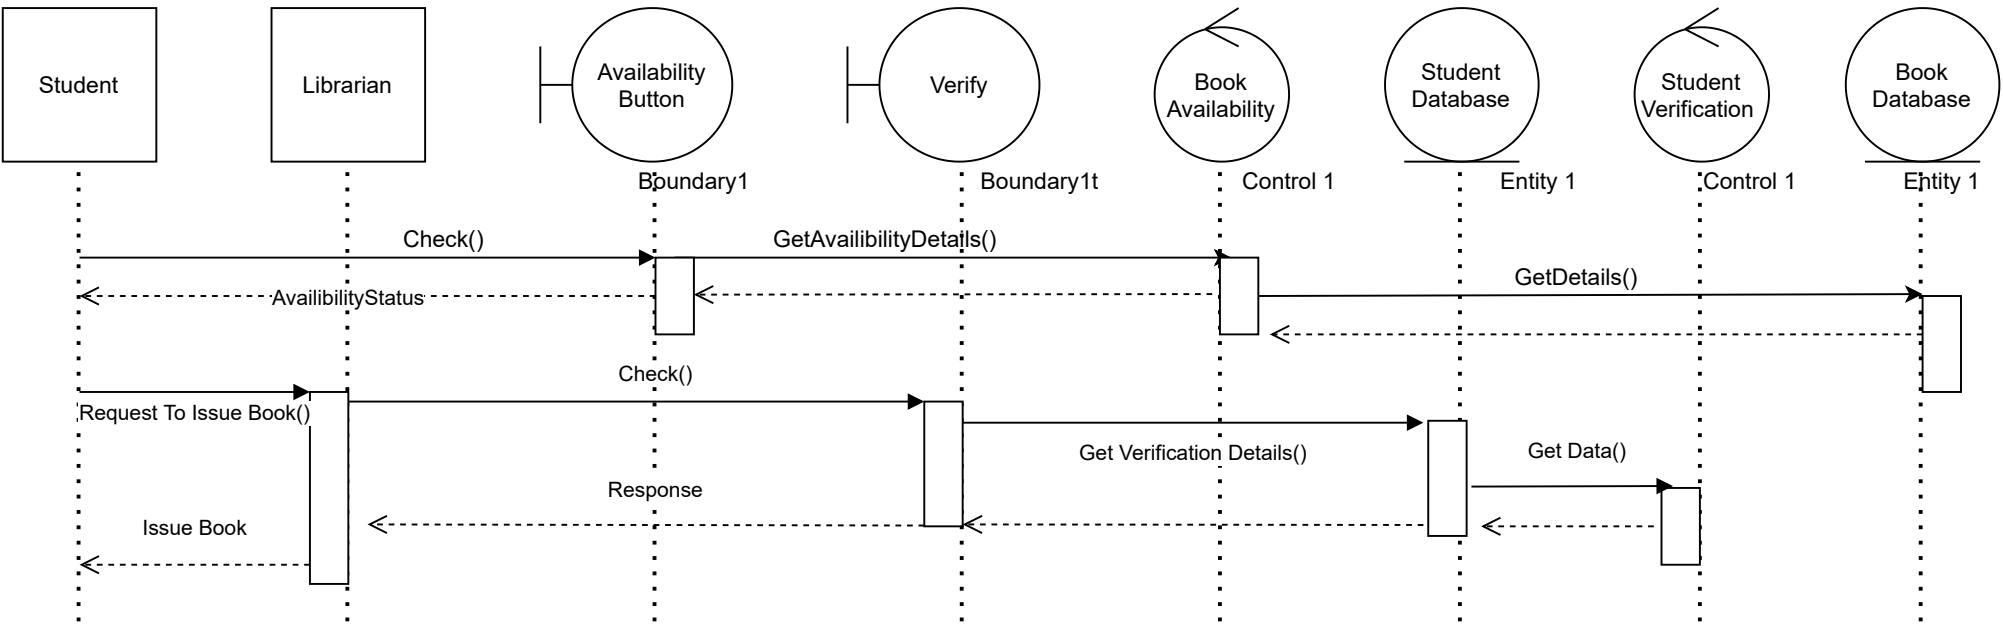 Student
Librarian
Availability
Button
Verify
Book
Availability
Student
Database
Student
Verification
Book
Database
Boundary1
Boundary1t
Control 1
Entity 1
Control 1
Entity 1
Check()
GetAvailibilityDetails()
GetDetails()
AvailibilityStatus
Check()
Request To Issue Book()
Get Verification Details()
Get Data()
Response
Issue Book